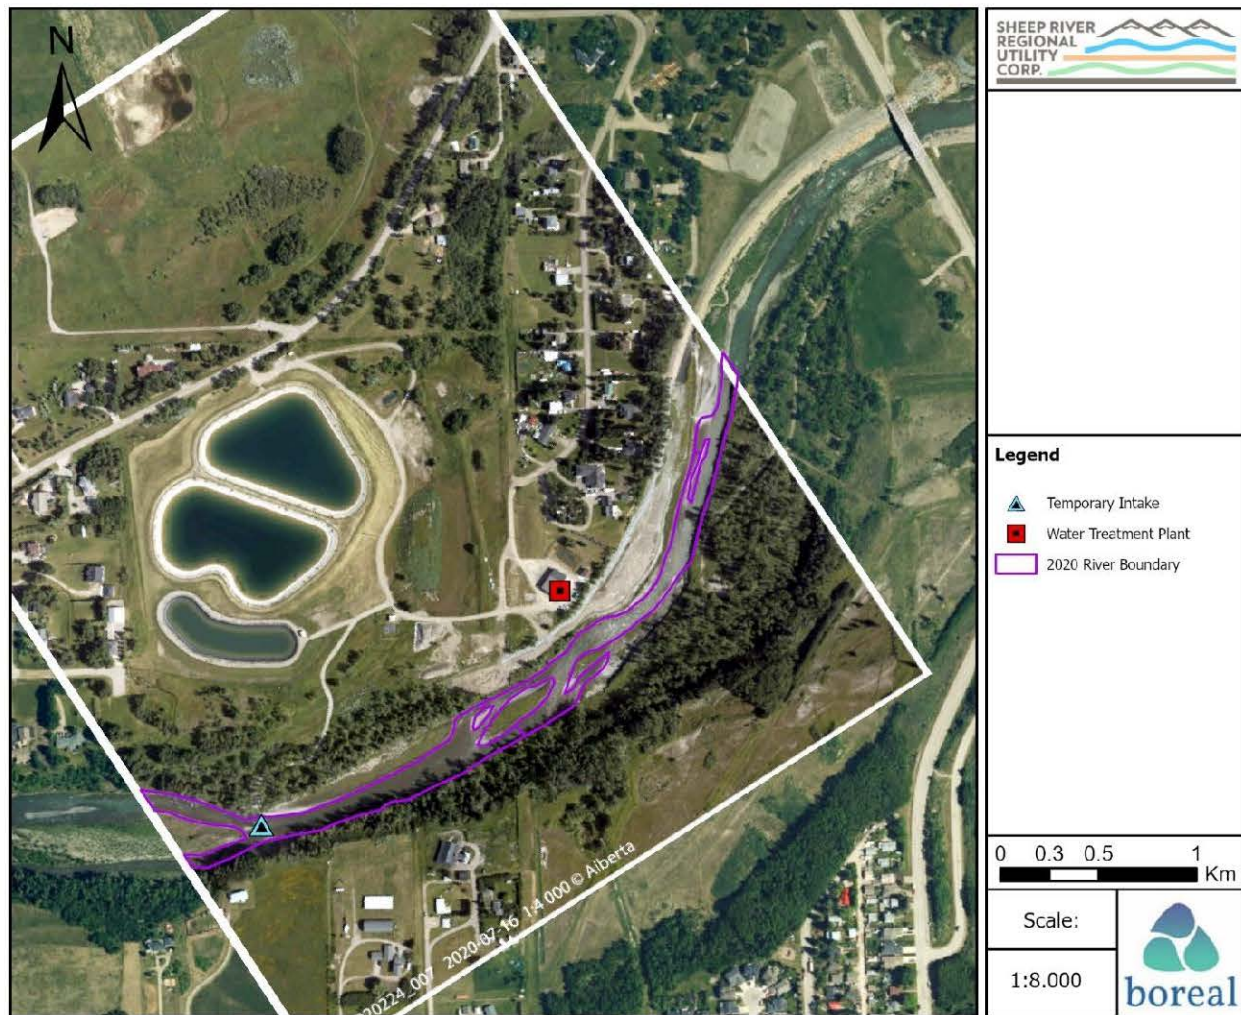 N
SHEEP RIVER
REGIONAL
UTILITY
CORP.
Legend
Temporary Intake
Water Treatment Plant
2020 River Boundary
0 0.3 0.5 1
Km
Scale:
1:8.000
boreal
20224_007 2020-07-16 1:4 000 © Alberta